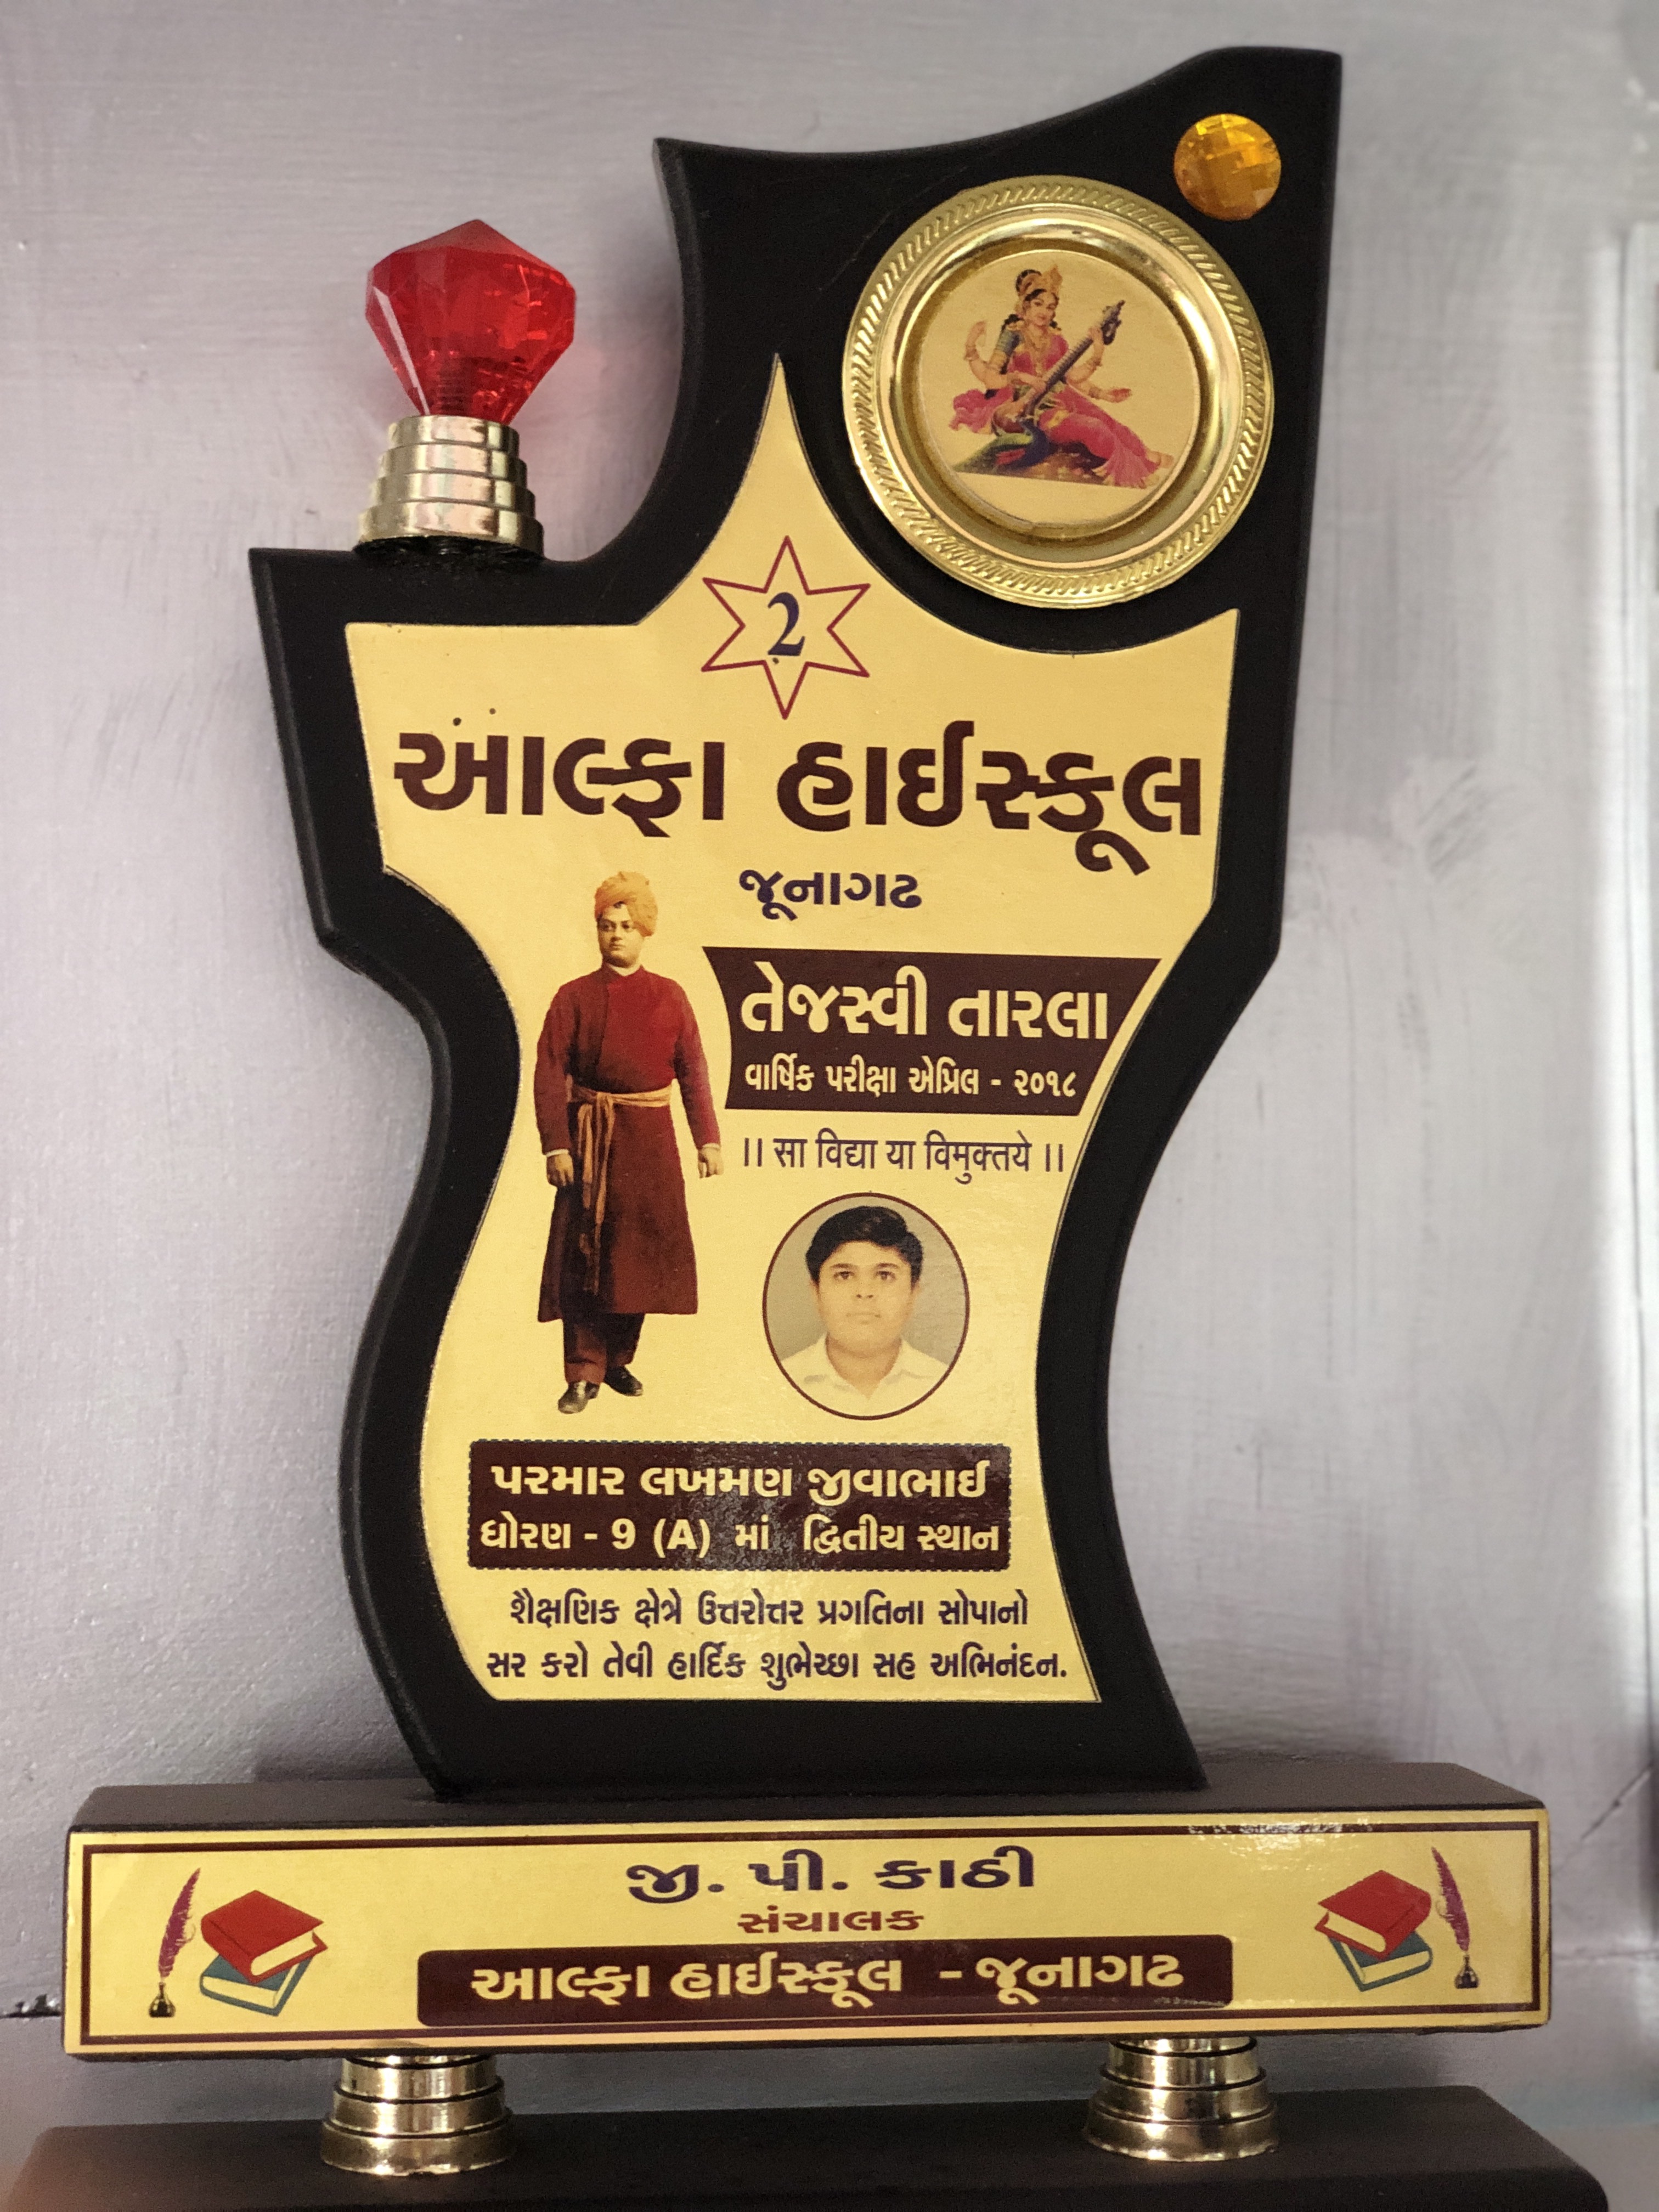 2
આલ્ફા હાઈસ્કૂલ
જૂનાગઢ
તેજસ્વી તારલા
વાર્ષિક પરીક્ષા એપ્રિલ - ૨૦૧૮
।। सा विद्या या विमुक्तये ।।
પરમાર લખમણ જીવાભાઈ
ધોરણ - 9 (A) માં દ્વિતીય સ્થાન
શૈક્ષણિક ક્ષેત્રે ઉત્તરોત્તર પ્રગતિના સોપાનો
સર કરો તેવી હાર્દિક શુભેચ્છા સહ અભિનંદન.
જી. પી. કાઠી
સંચાલક
આલ્ફા હાઈસ્કૂલ - જૂનાગઢ